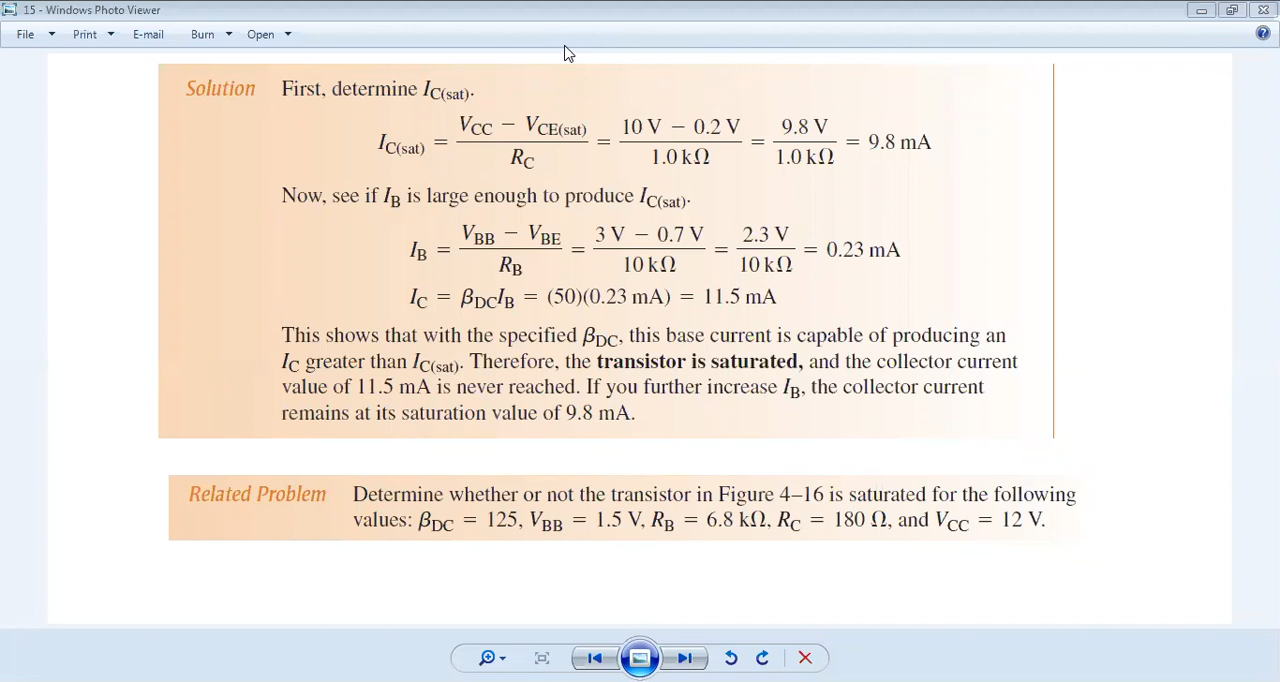 15 - Windows Photo Viewer
File Print E-mail Burn Open
Solution First, determine I_C(sat).
I_C(sat) = (V_CC − V_CE(sat)) / R_C = (10 V − 0.2 V) / 1.0 kΩ = 9.8 V / 1.0 kΩ = 9.8 mA
Now, see if I_B is large enough to produce I_C(sat).
I_B = (V_BB − V_BE) / R_B = (3 V − 0.7 V) / 10 kΩ = 2.3 V / 10 kΩ = 0.23 mA
I_C = β_DC I_B = (50)(0.23 mA) = 11.5 mA
This shows that with the specified β_DC, this base current is capable of producing an
I_C greater than I_C(sat). Therefore, the transistor is saturated, and the collector current
value of 11.5 mA is never reached. If you further increase I_B, the collector current
remains at its saturation value of 9.8 mA.
Related Problem Determine whether or not the transistor in Figure 4–16 is saturated for the following
values: β_DC = 125, V_BB = 1.5 V, R_B = 6.8 kΩ, R_C = 180 Ω, and V_CC = 12 V.